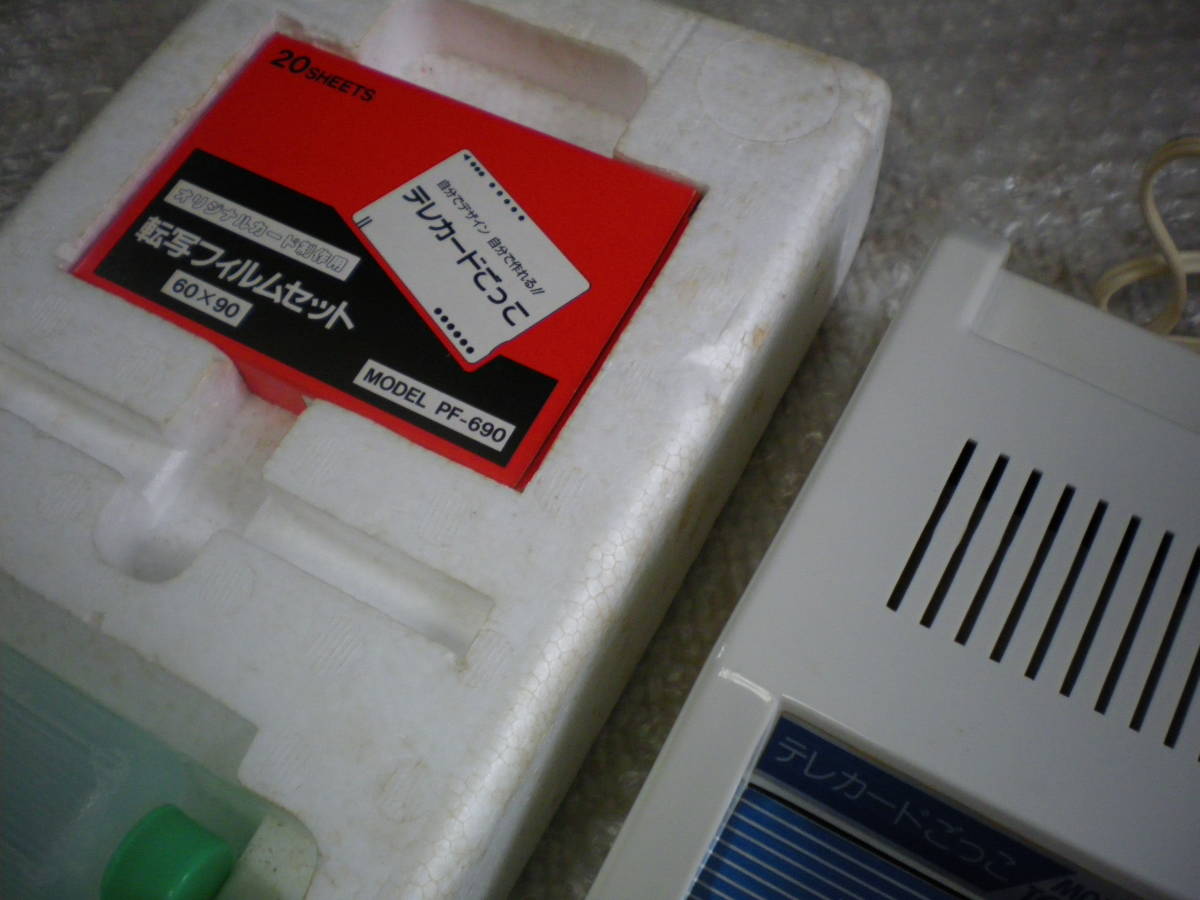 20SHEETS
自分でデザイン 自分で作れる!!
テレカードごっこ
オリジナルカード制作用
転写フィルムセット
60×90
MODEL PF-690
テレカードごっこ